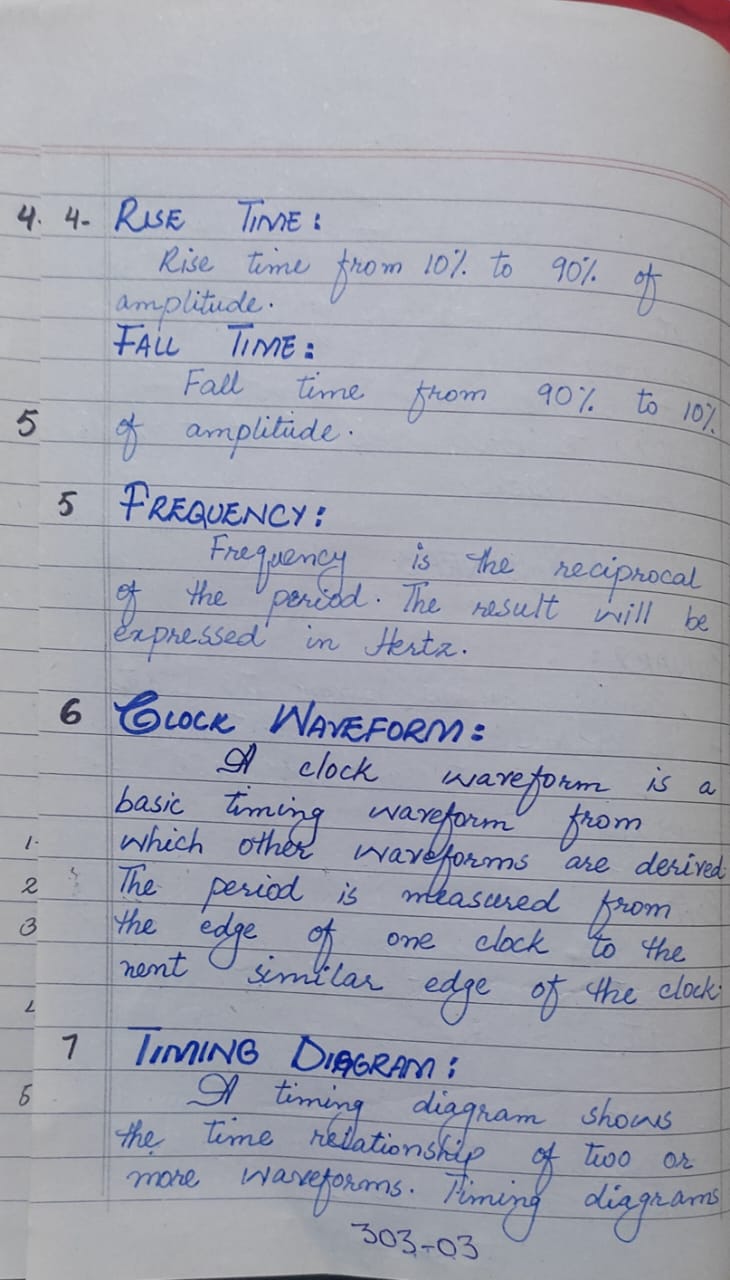 4. 4- RISE TIME:
Rise time from 10% to 90% of
amplitude.
FALL TIME:
Fall time from 90% to 10%
5 of amplitude.
5 FREQUENCY:
Frequency is the reciprocal
of the period. The result will be
expressed in Hertz.
6 CLOCK WAVEFORM:
A clock waveform is a
basic timing waveform from
1. which other waveforms are derived.
2 The period is measured from
3 the edge of one clock to the
nent similar edge of the clock.
7 TIMING DIAGRAM:
5 A timing diagram shows
the time relationship of two or
more waveforms. Timing diagrams
303-03